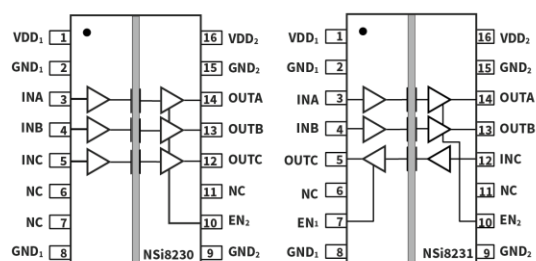 VDD₁ 1 16 VDD₂
GND₁ 2 15 GND₂
INA 3 14 OUTA
INB 4 13 OUTB
INC 5 12 OUTC
NC 6 11 NC
NC 7 10 EN₂
GND₁ 8 9 GND₂
NSi8230
VDD₁ 1 16 VDD₂
GND₁ 2 15 GND₂
INA 3 14 OUTA
INB 4 13 OUTB
OUTC 5 12 INC
NC 6 11 NC
EN₁ 7 10 EN₂
GND₁ 8 9 GND₂
NSi8231